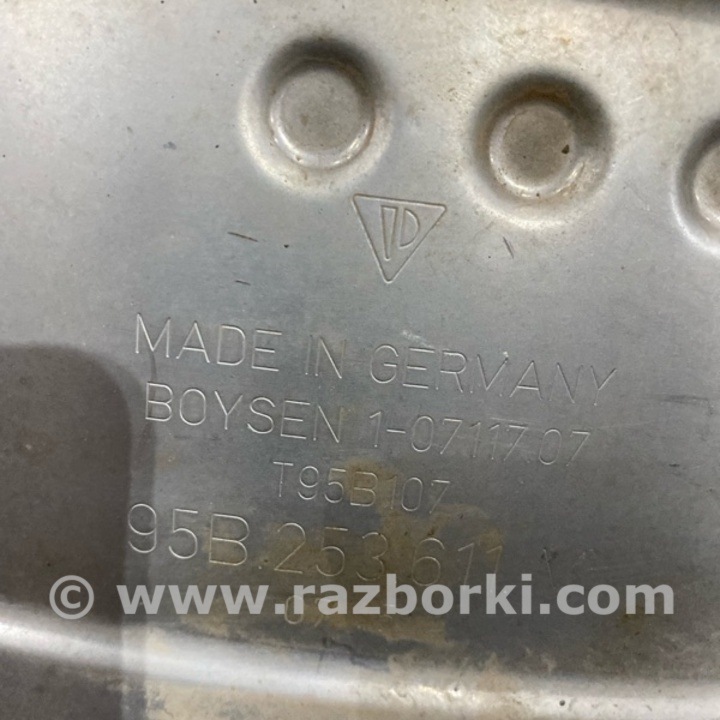 MADE IN GERMANY
BOYSEN 1-07117.07
T95B107
95B.253.611
© www.razborki.com